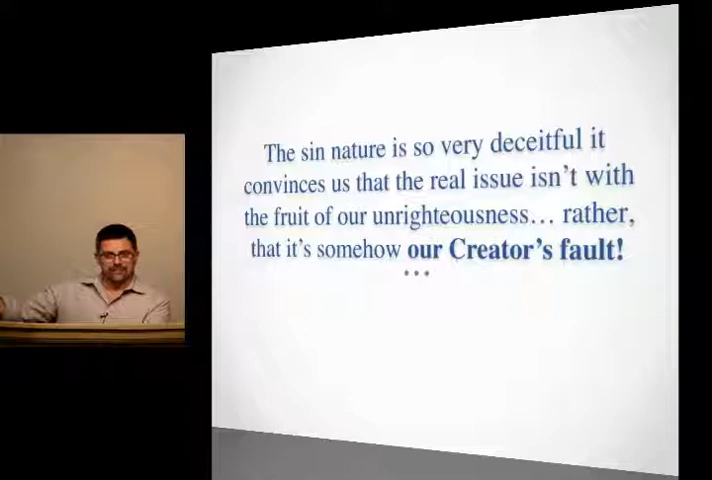 The sin nature is so very deceitful it
convinces us that the real issue isn't with
the fruit of our unrighteousness… rather,
that it's somehow our Creator's fault!
•••